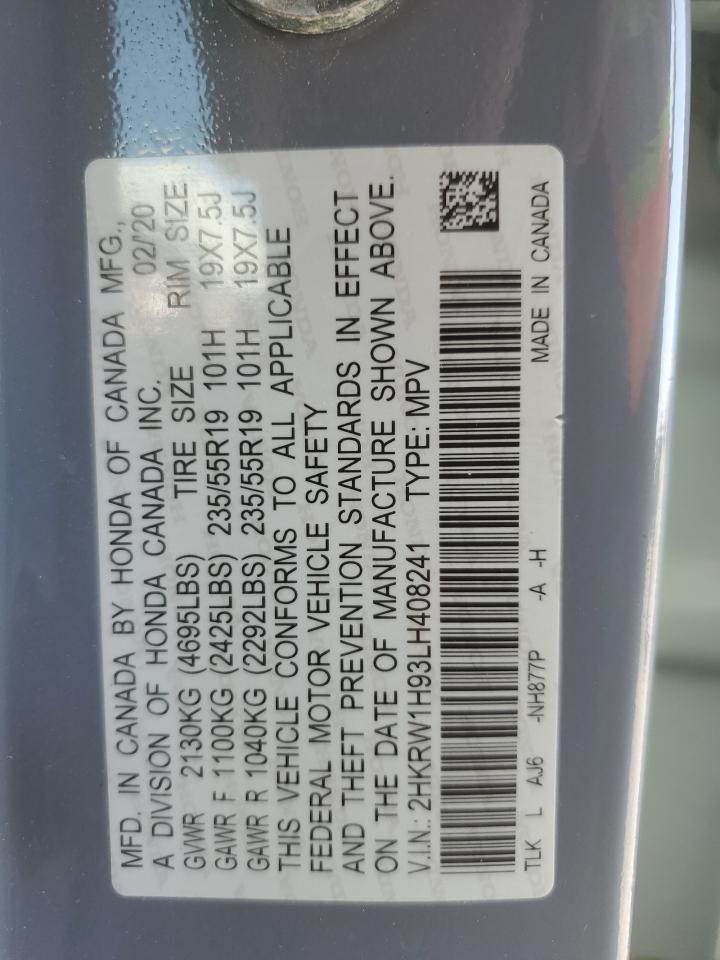 MFD. IN CANADA BY HONDA OF CANADA MFG.,
A DIVISION OF HONDA CANADA INC. 02/'20
GVWR 2130KG (4695LBS) TIRE SIZE RIM SIZE
GAWR F 1100KG (2425LBS) 235/55R19 101H 19X7.5J
GAWR R 1040KG (2292LBS) 235/55R19 101H 19X7.5J
THIS VEHICLE CONFORMS TO ALL APPLICABLE
FEDERAL MOTOR VEHICLE SAFETY
AND THEFT PREVENTION STANDARDS IN EFFECT
ON THE DATE OF MANUFACTURE SHOWN ABOVE.
V.I.N.: 2HKRW1H93LH408241 TYPE: MPV
TLK L AJ6 -NH877P -A -H MADE IN CANADA